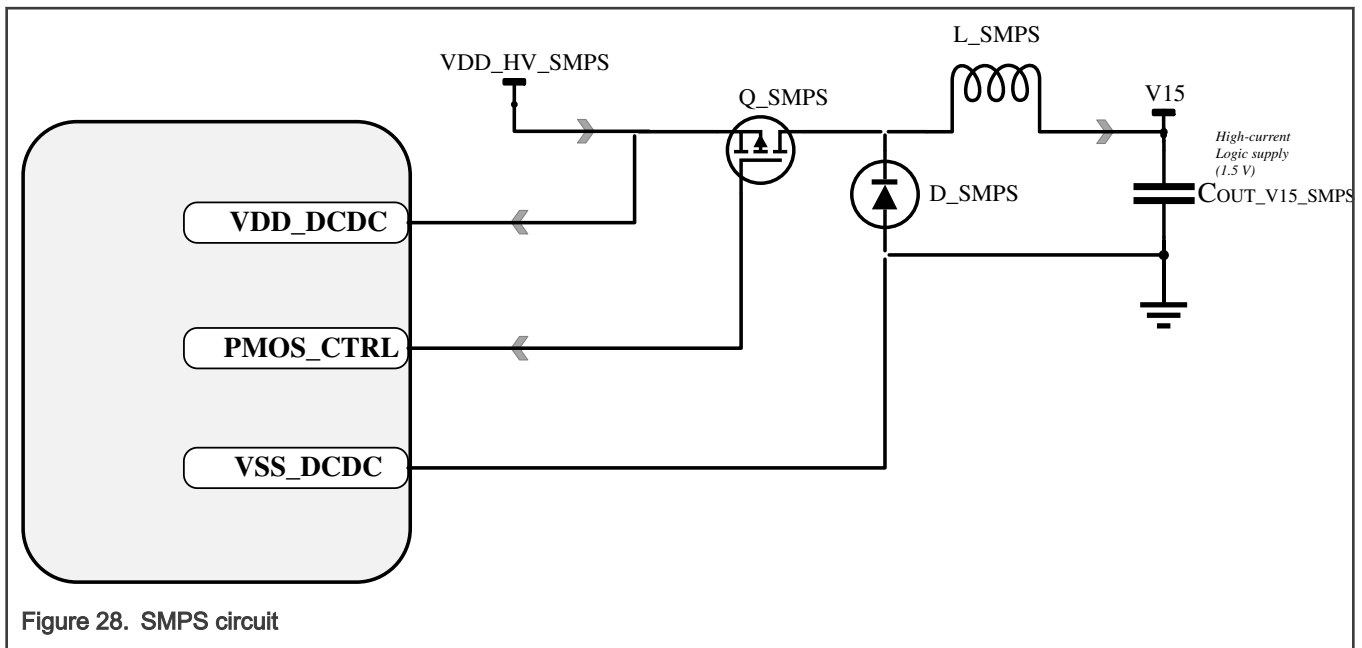 L_SMPS
VDD_HV_SMPS
Q_SMPS
V15
High-current
Logic supply
(1.5 V)
COUT_V15_SMPS
D_SMPS
VDD_DCDC
PMOS_CTRL
VSS_DCDC
Figure 28. SMPS circuit